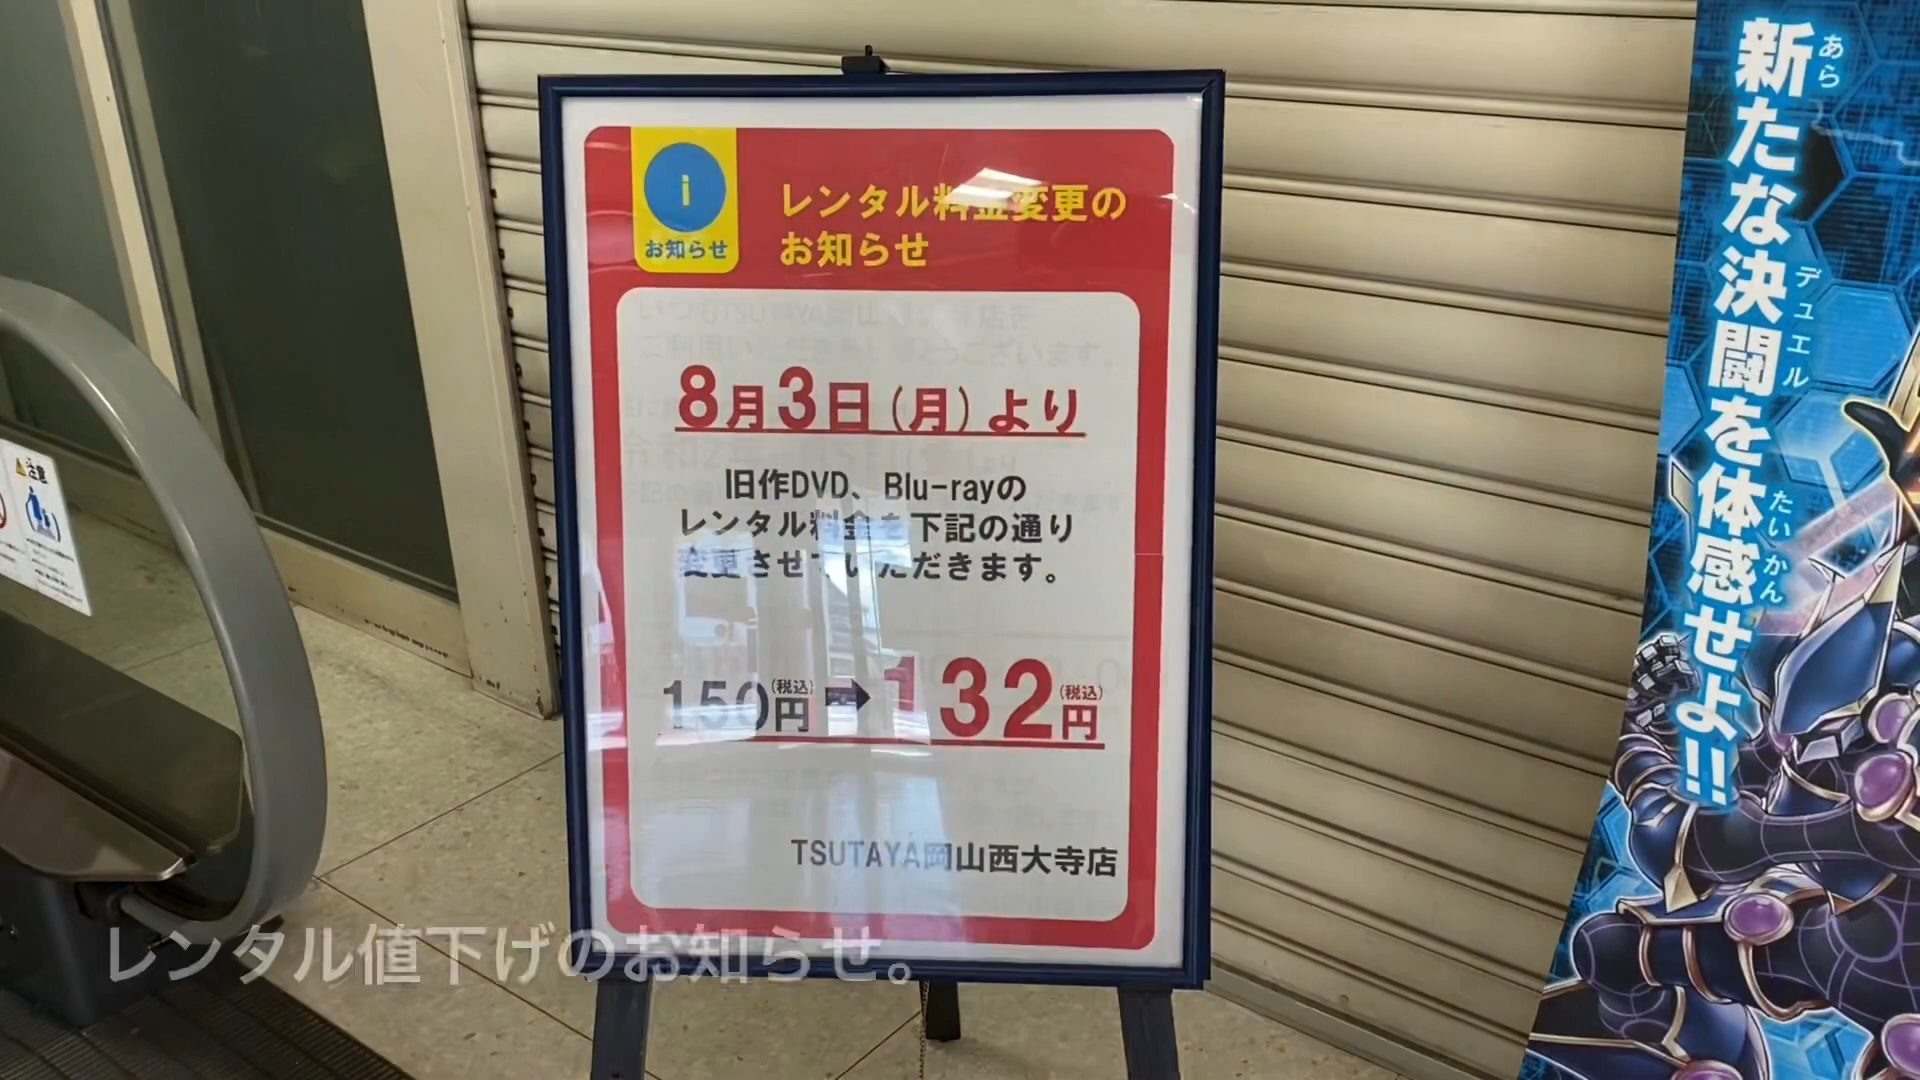 お知らせ
レンタル料金変更の
お知らせ
8月3日(月)より
旧作DVD、Blu-rayの
レンタル料金を下記の通り
変更させていただきます。
150円(税込)➡132円(税込)
TSUTAYA岡山西大寺店
レンタル値下げのお知らせ。
新たな決闘を体感せよ!!
あら
デュエル
たいかん
注意